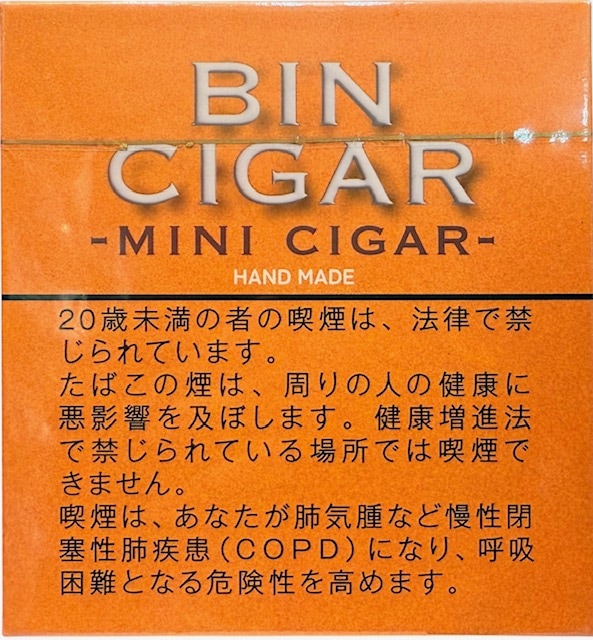 BIN
CIGAR
-MINI CIGAR-
HAND MADE
20歳未満の者の喫煙は、法律で禁
じられています。
たばこの煙は、周りの人の健康に
悪影響を及ぼします。健康増進法
で禁じられている場所では喫煙で
きません。
喫煙は、あなたが肺気腫など慢性閉
塞性肺疾患（COPD）になり、呼吸
困難となる危険性を高めます。